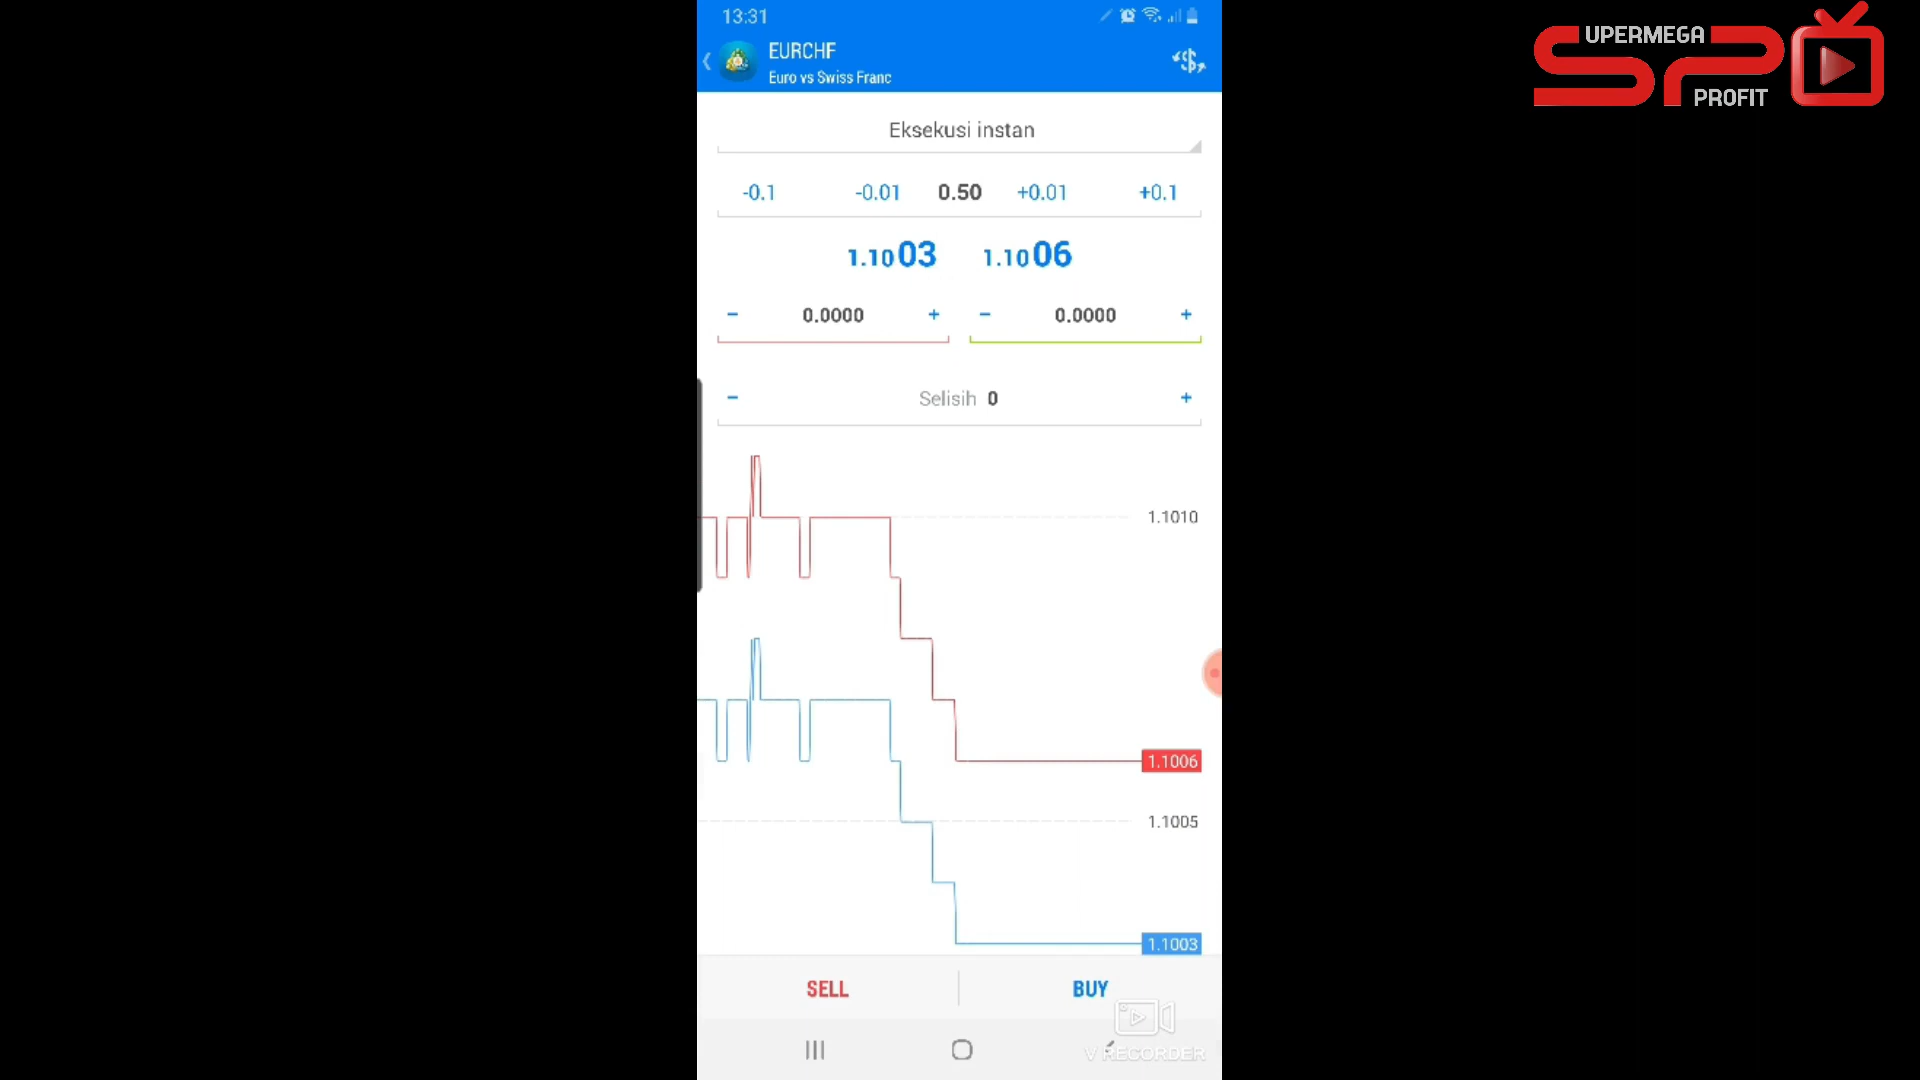 13:31
EURCHF
Euro vs Swiss Franc
UPERMEGA
SP
PROFIT
Eksekusi instan
-0.1 -0.01 0.50 +0.01 +0.1
1.1003 1.1006
- 0.0000 + - 0.0000 +
- Selisih 0 +
1.1010
1.1006
1.1005
1.1003
SELL BUY
V RECORDER